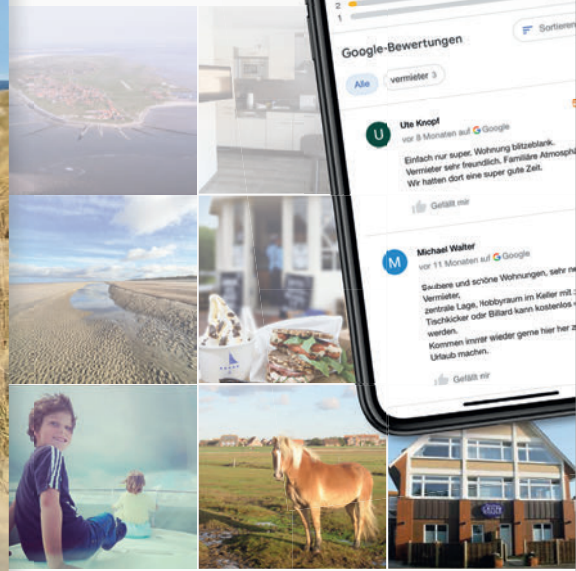 2
1
Google-Bewertungen
Sortieren
Alle
vermieter 3
U
Ute Knopf
vor 8 Monaten auf Google
Einfach nur super. Wohnung blitzeblank.
Vermieter sehr freundlich. Familiäre Atmosphä
Wir hatten dort eine super gute Zeit.
Gefällt mir
M
Michael Walter
vor 11 Monaten auf Google
Saubere und schöne Wohnungen, sehr ne
Vermieter,
zentrale Lage, Hobbyraum im Keller mit
Tischkicker oder Billard kann kostenlos
werden.
Kommen immer wieder gerne hier her z
Urlaub machen.
Gefällt mir